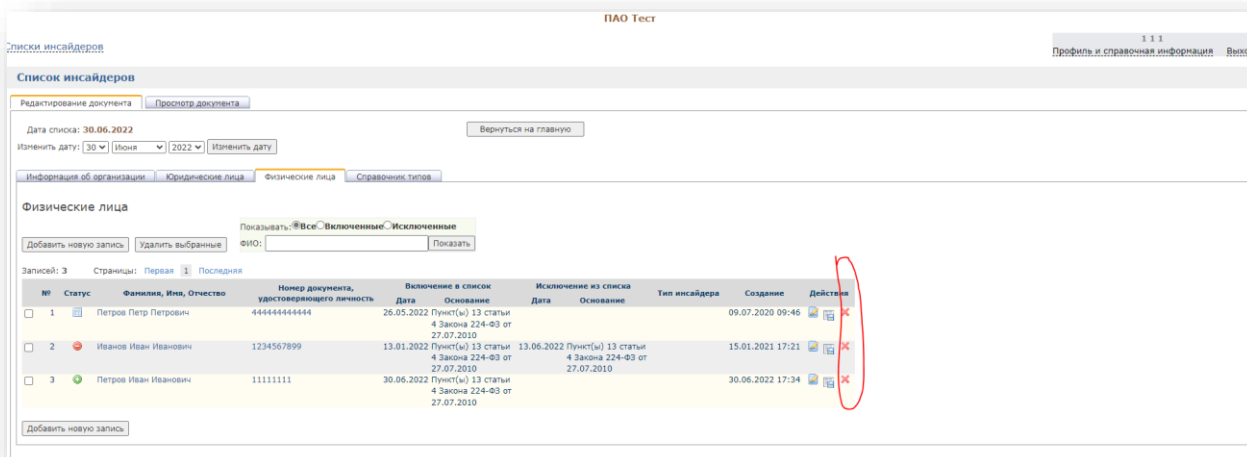 ПАО Тест
Списки инсайдеров
1 1 1
Профиль и справочная информация Выхо
Список инсайдеров
Редактирование документа Просмотр документа
Дата списка: 30.06.2022 Вернуться на главную
Изменить дату: 30 Июня 2022 Изменить дату
Информация об организации Юридические лица Физические лица Справочник типов
Физические лица
Показывать: Все Включенные Исключенные
Добавить новую запись Удалить выбранные ФИО: Показать
Записей: 3 Страницы: Первая 1 Последняя
№ Статус Фамилия, Имя, Отчество Номер документа, удостоверяющего личность Включение в список Исключение из списка Тип инсайдера Создание Действия
Дата Основание Дата Основание
1 Петров Петр Петрович 444444444444 26.05.2022 Пункт(ы) 13 статьи 09.07.2020 09:46
4 Закона 224-ФЗ от
27.07.2010
2 Иванов Иван Иванович 1234567899 13.01.2022 Пункт(ы) 13 статьи 13.06.2022 Пункт(ы) 13 статьи 15.01.2021 17:21
4 Закона 224-ФЗ от 4 Закона 224-ФЗ от
27.07.2010 27.07.2010
3 Петров Иван Иванович 11111111 30.06.2022 Пункт(ы) 13 статьи 30.06.2022 17:34
4 Закона 224-ФЗ от
27.07.2010
Добавить новую запись